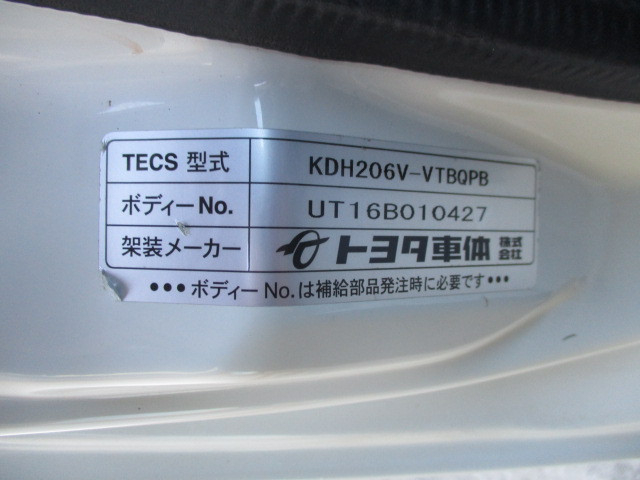 TECS 型式 KDH206V-VTBQPB
ボディーNo. UT16B010427
架装メーカー トヨタ車体 株式会社
●●●ボディーNo.は補給部品発注時に必要です●●●